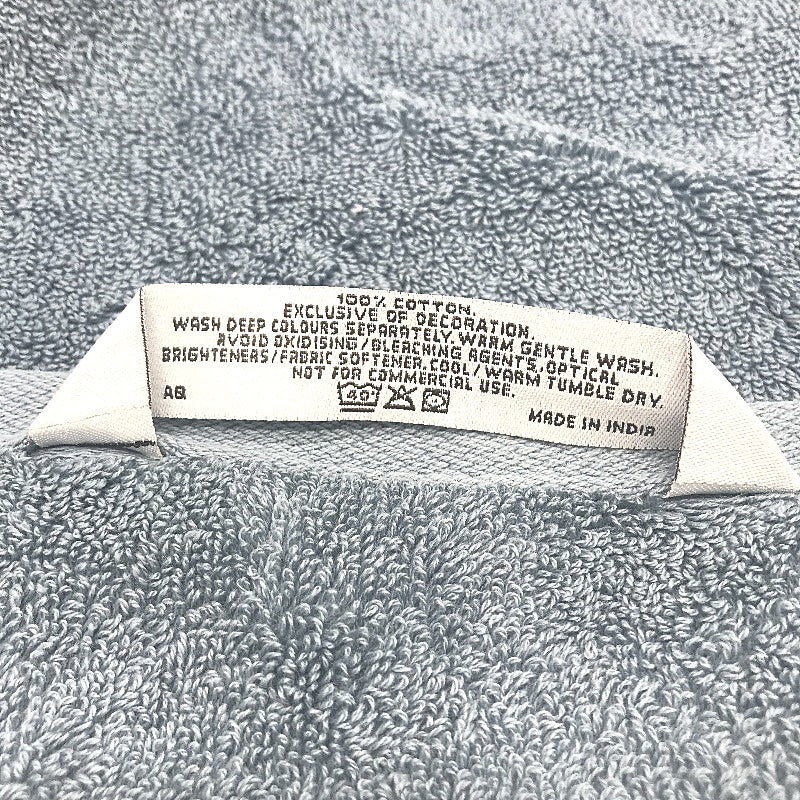 100% COTTON.
EXCLUSIVE OF DECORATION.
WASH DEEP COLOURS SEPARATELY, WARM GENTLE WASH.
AVOID OXIDISING/BLEACHING AGENTS, OPTICAL
BRIGHTENERS/FABRIC SOFTENER. COOL/WARM TUMBLE DRY.
NOT FOR COMMERCIAL USE.
AQ
40°
MADE IN INDIA